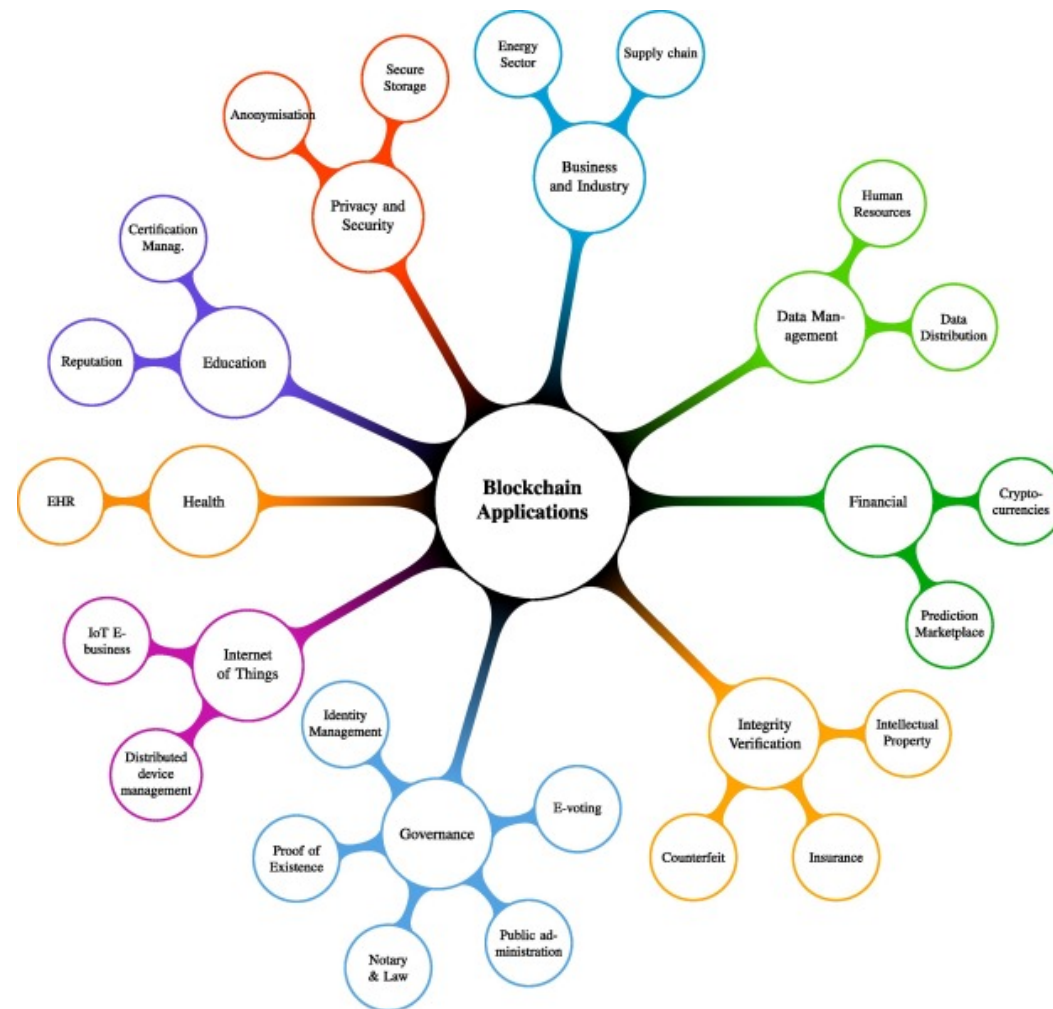 Energy
Sector
Supply chain
Secure
Storage
Anonymisation
Business
and Industry
Privacy and
Security
Human
Resources
Certification
Manag.
Data Man-
agement
Data
Distribution
Reputation
Education
Blockchain
Applications
EHR
Health
Financial
Crypto-
currencies
Prediction
Marketplace
IoT E-
business
Internet
of Things
Distributed
device
management
Identity
Management
Integrity
Verification
Intellectual
Property
Governance
E-voting
Proof of
Existence
Counterfeit
Insurance
Notary
& Law
Public ad-
ministration